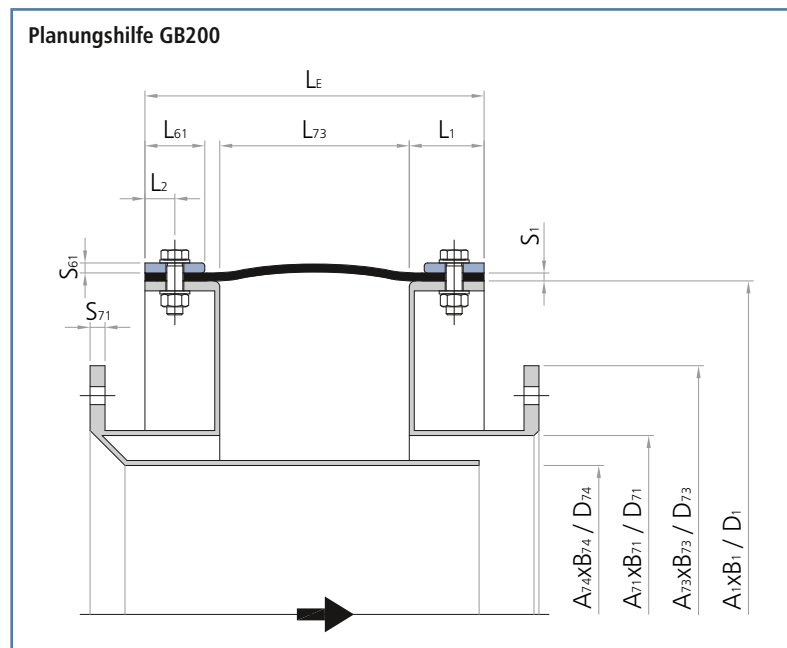 Planungshilfe GB200
LE
L61
L73
L1
L2
S61
S1
S71
A74xB74 / D74
A71xB71 / D71
A73xB73 / D73
A1xB1 / D1